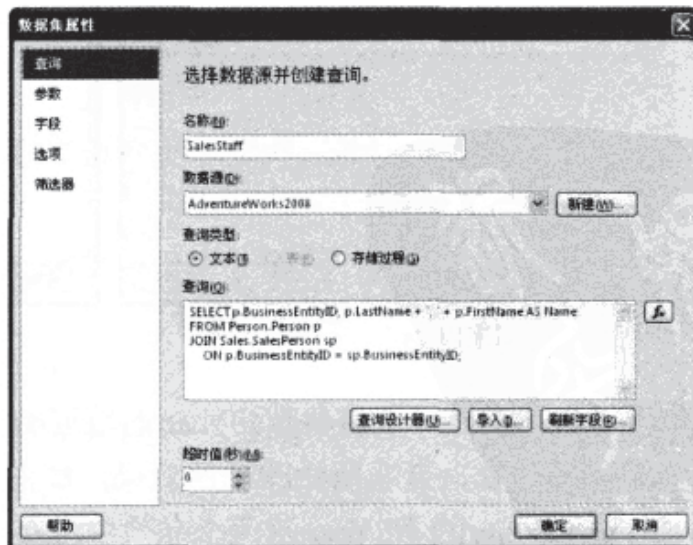 数据集属性
查询
参数
字段
选项
筛选器
选择数据源并创建查询。
名称(N):
SalesStaff
数据源(D):
AdventureWorks2008
新建(W)...
查询类型:
文本(T) 表(E) 存储过程(S)
查询(Q):
SELECT p.BusinessEntityID, p.LastName + ', ' + p.FirstName AS Name
FROM Person.Person p
JOIN Sales.SalesPerson sp
ON p.BusinessEntityID = sp.BusinessEntityID;
fx
查询设计器(U)... 导入(I)... 刷新字段(R)...
超时值(秒)(M):
0
帮助
确定 取消